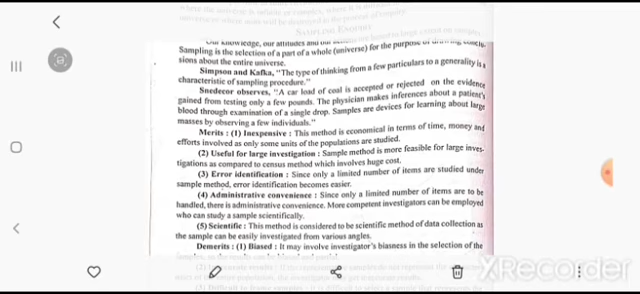 SAMPLING ENQUIRY
Our knowledge, our attitudes and our
Sampling is the selection of a part of a whole (universe) for the purpose of drawing conclu-
sions about the entire universe.
Simpson and Kafka, "The type of thinking from a few particulars to a generality is a
characteristic of sampling procedure."
Snedecor observes, "A car load of coal is accepted or rejected on the evidence
gained from testing only a few pounds. The physician makes inferences about a patient's
blood through examination of a single drop. Samples are devices for learning about large
masses by observing a few individuals."
Merits : (1) Inexpensive : This method is economical in terms of time, money and
efforts involved as only some units of the populations are studied.
(2) Useful for large investigation : Sample method is more feasible for large inves-
tigations as compared to census method which involves huge cost.
(3) Error identification : Since only a limited number of items are studied under
sample method, error identification becomes easier.
(4) Administrative convenience : Since only a limited number of items are to be
handled, there is administrative convenience. More competent investigators can be employed
who can study a sample scientifically.
(5) Scientific : This method is considered to be scientific method of data collection as
the sample can be easily investigated from various angles.
Demerits : (1) Biased : It may involve investigator's biasness in the selection of the
XRecorder